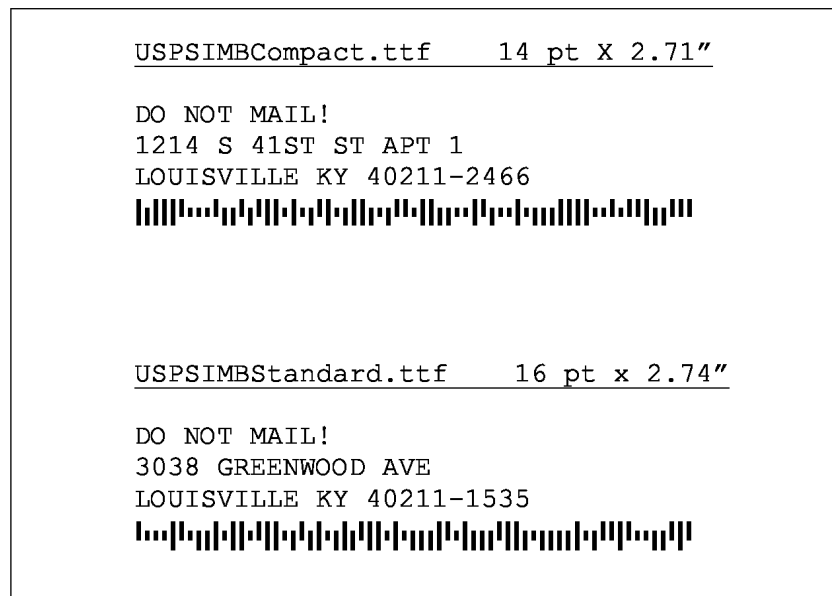 USPSIMBCompact.ttf 14 pt X 2.71″
DO NOT MAIL!
1214 S 41ST ST APT 1
LOUISVILLE KY 40211-2466
USPSIMBStandard.ttf 16 pt x 2.74″
DO NOT MAIL!
3038 GREENWOOD AVE
LOUISVILLE KY 40211-1535